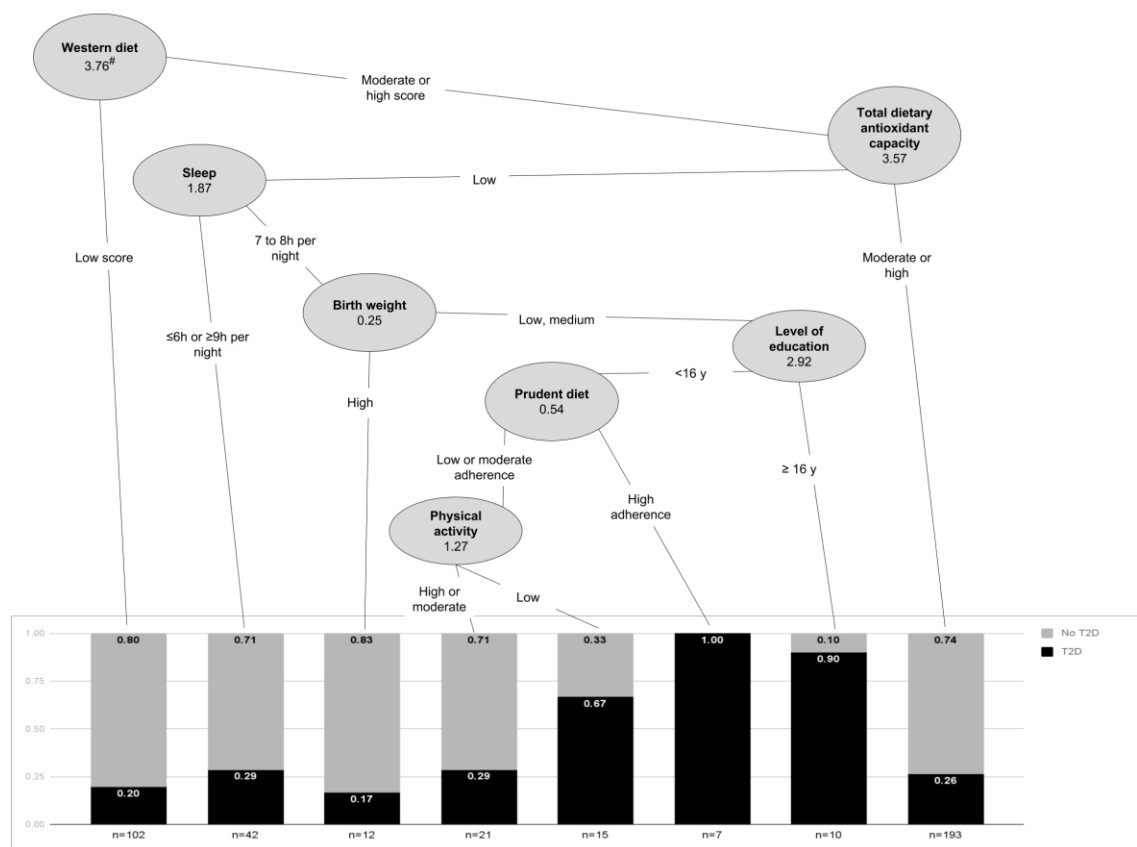 Western diet
3.76#
Moderate or
high score
Total dietary
antioxidant
capacity
3.57
Sleep
1.87
Low
7 to 8h per
night
Low score
Moderate or
high
Birth weight
0.25
Low, medium
Level of
education
2.92
≤6h or ≥9h per
night
<16 y
Prudent diet
0.54
High
Low or moderate
adherence
≥ 16 y
High
adherence
Physical
activity
1.27
High or
moderate
Low
1.00
0.75
0.50
0.25
0.00
0.80
0.71
0.83
0.71
0.33
1.00
0.10
0.74
0.90
0.67
0.20
0.29
0.17
0.29
0.26
No T2D
T2D
n=102
n=42
n=12
n=21
n=15
n=7
n=10
n=193